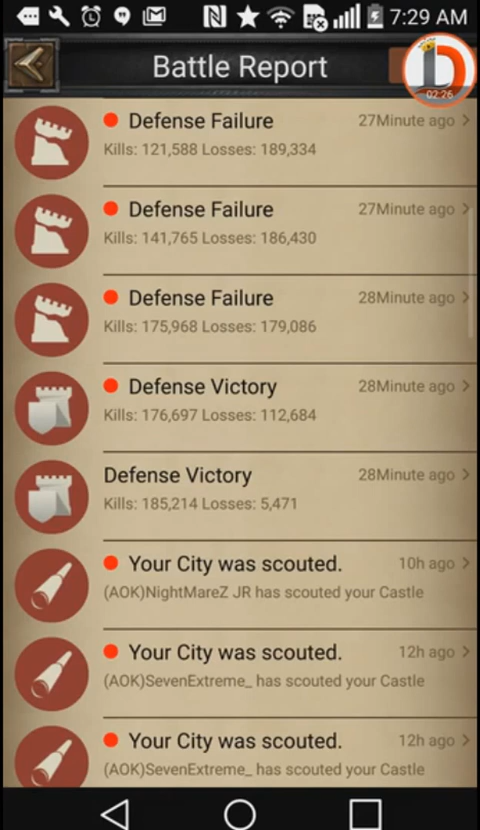 7:29 AM
Battle Report
02:26
Defense Failure 27Minute ago
Kills: 121,588 Losses: 189,334
Defense Failure 27Minute ago
Kills: 141,765 Losses: 186,430
Defense Failure 28Minute ago
Kills: 175,968 Losses: 179,086
Defense Victory 28Minute ago
Kills: 176,697 Losses: 112,684
Defense Victory 28Minute ago
Kills: 185,214 Losses: 5,471
Your City was scouted. 10h ago
(AOK)NightMareZ JR has scouted your Castle
Your City was scouted. 12h ago
(AOK)SevenExtreme_ has scouted your Castle
Your City was scouted. 12h ago
(AOK)SevenExtreme_ has scouted your Castle